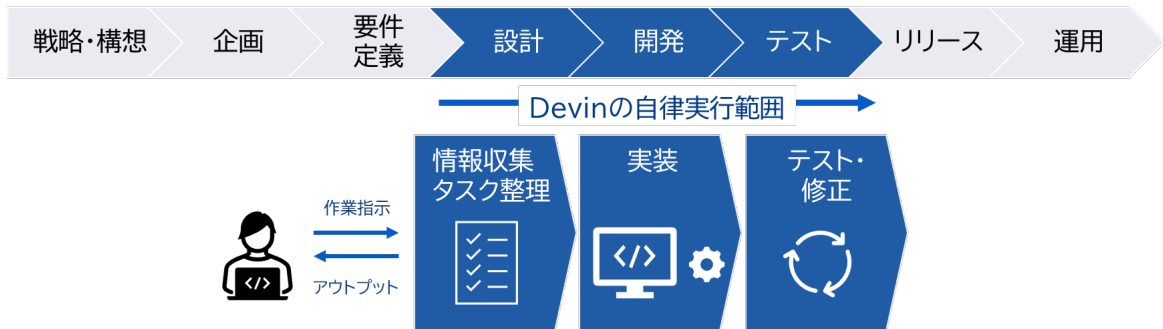 戦略・構想
企画
要件
定義
設計
開発
テスト
リリース
運用
Devinの自律実行範囲
情報収集
タスク整理
実装
テスト・
修正
作業指示
アウトプット